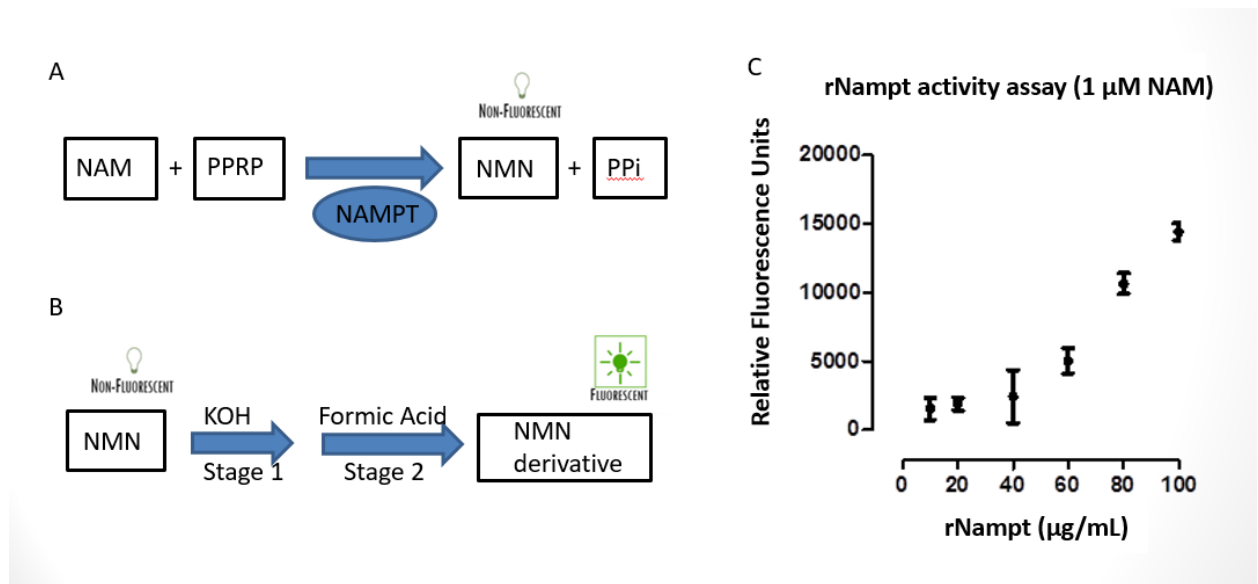 A
NON-FLUORESCENT
NAM + PPRP NMN + PPi
NAMPT
B
NON-FLUORESCENT
FLUORESCENT
NMN KOH Formic Acid NMN
Stage 1 Stage 2 derivative
C
rNampt activity assay (1 µM NAM)
Relative Fluorescence Units
20000
15000
10000
5000
0
0 20 40 60 80 100
rNampt (µg/mL)